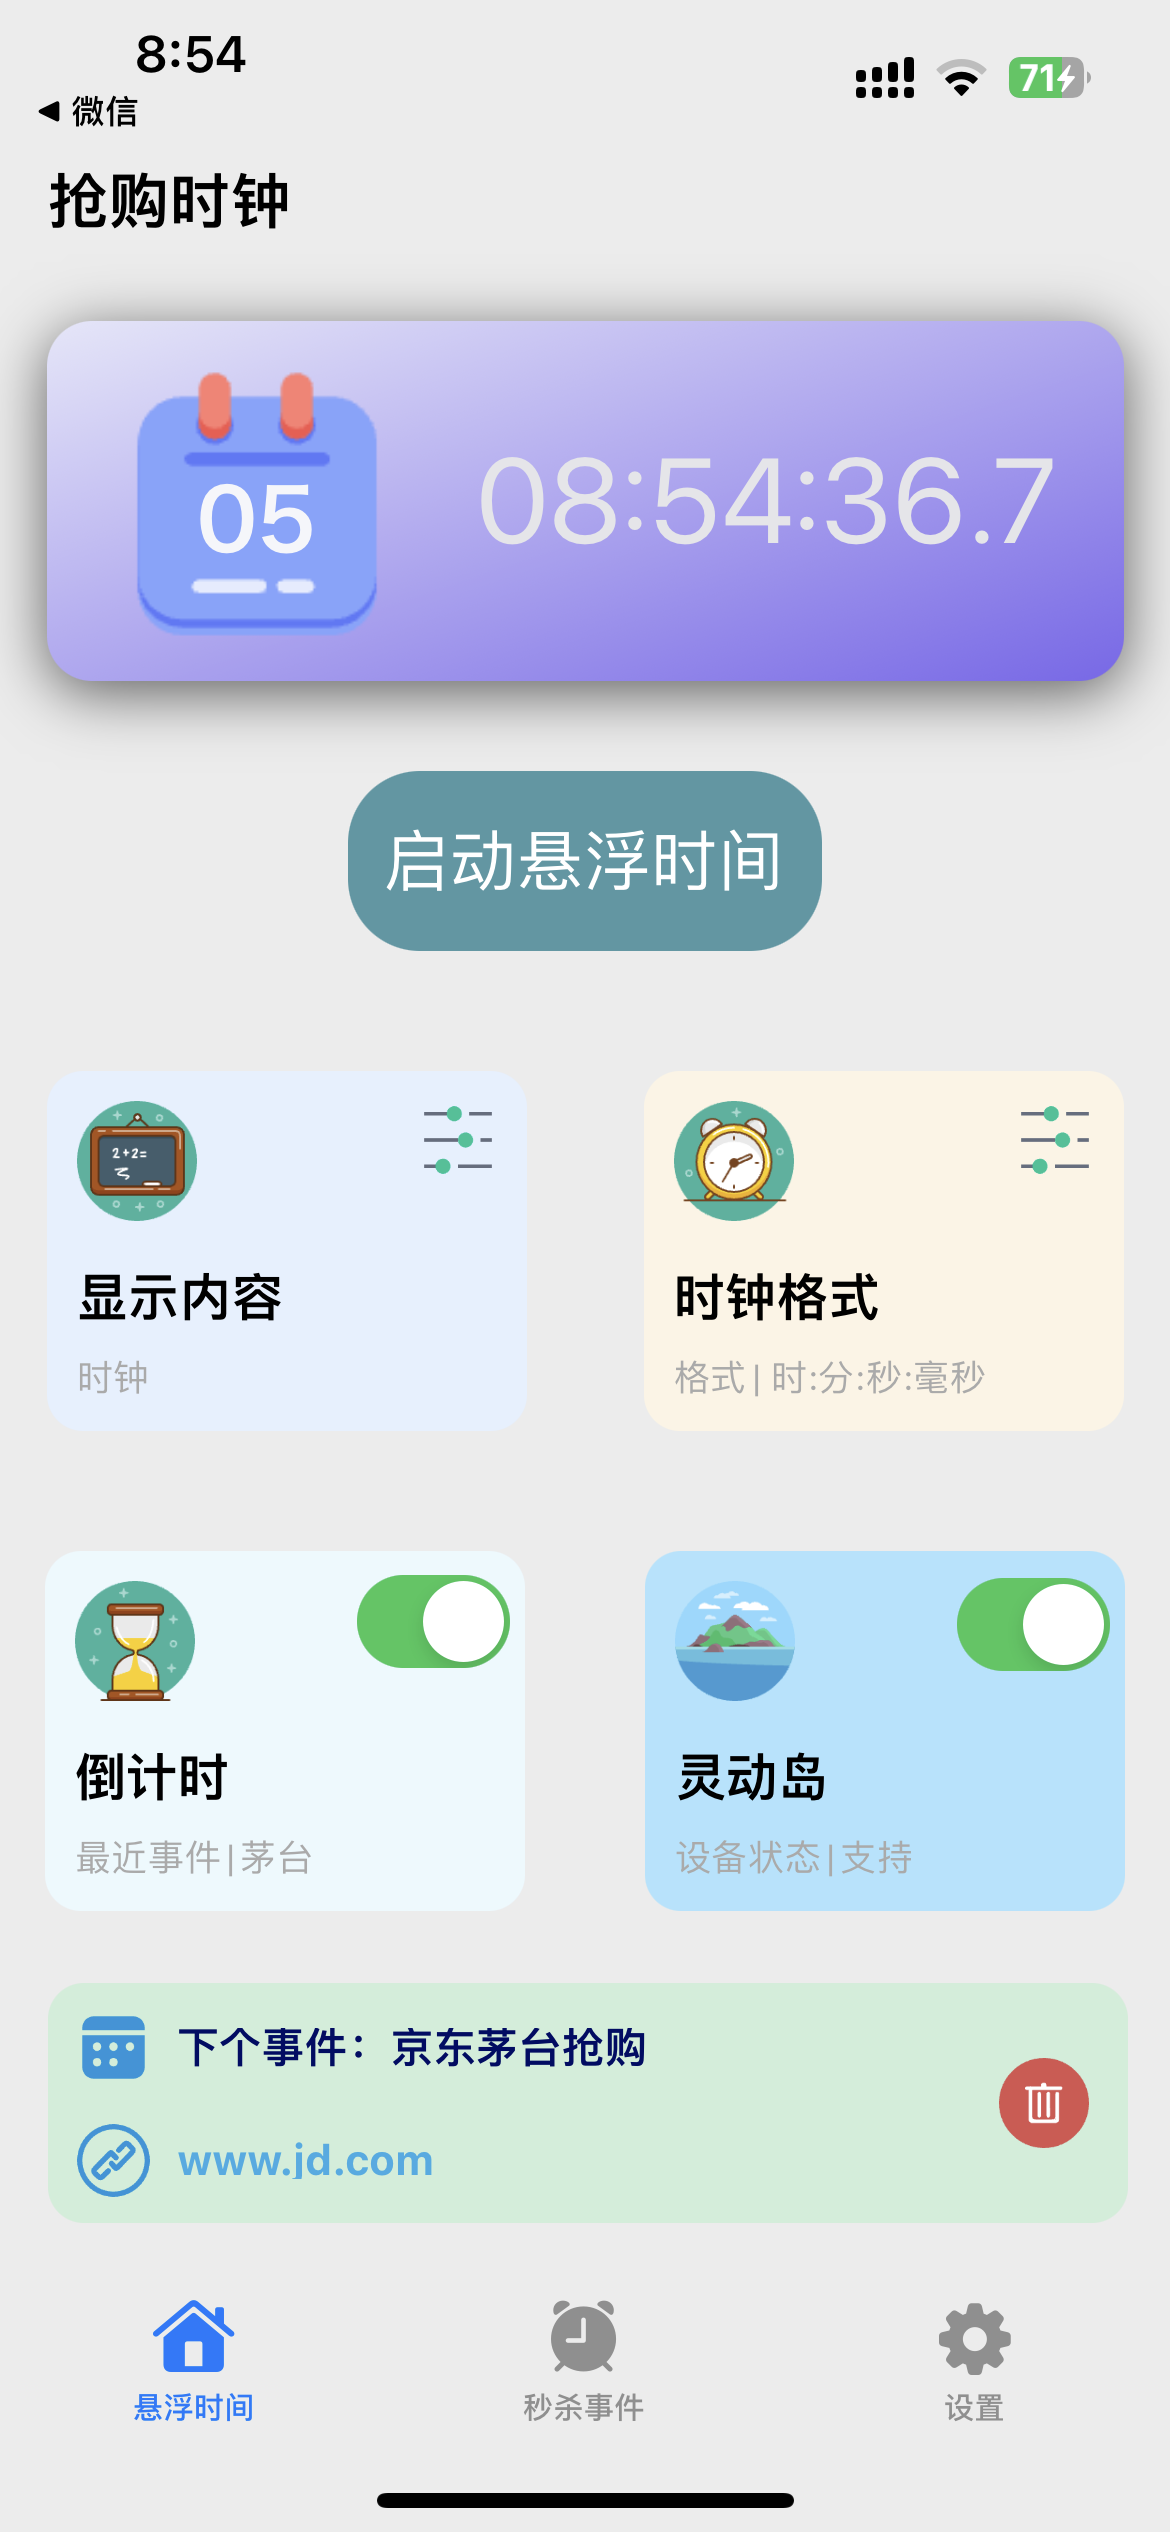 8:54
71
微信
抢购时钟
05
08:54:36.7
启动悬浮时间
2+2=
显示内容
时钟
时钟格式
格式| 时:分:秒:毫秒
倒计时
最近事件|茅台
灵动岛
设备状态|支持
下个事件：京东茅台抢购
www.jd.com
悬浮时间
秒杀事件
设置